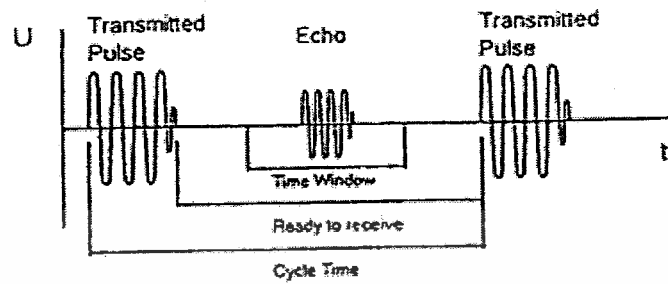 U
Transmitted
Pulse
Echo
Transmitted
Pulse
t
Time Window
Ready to receive
Cycle Time